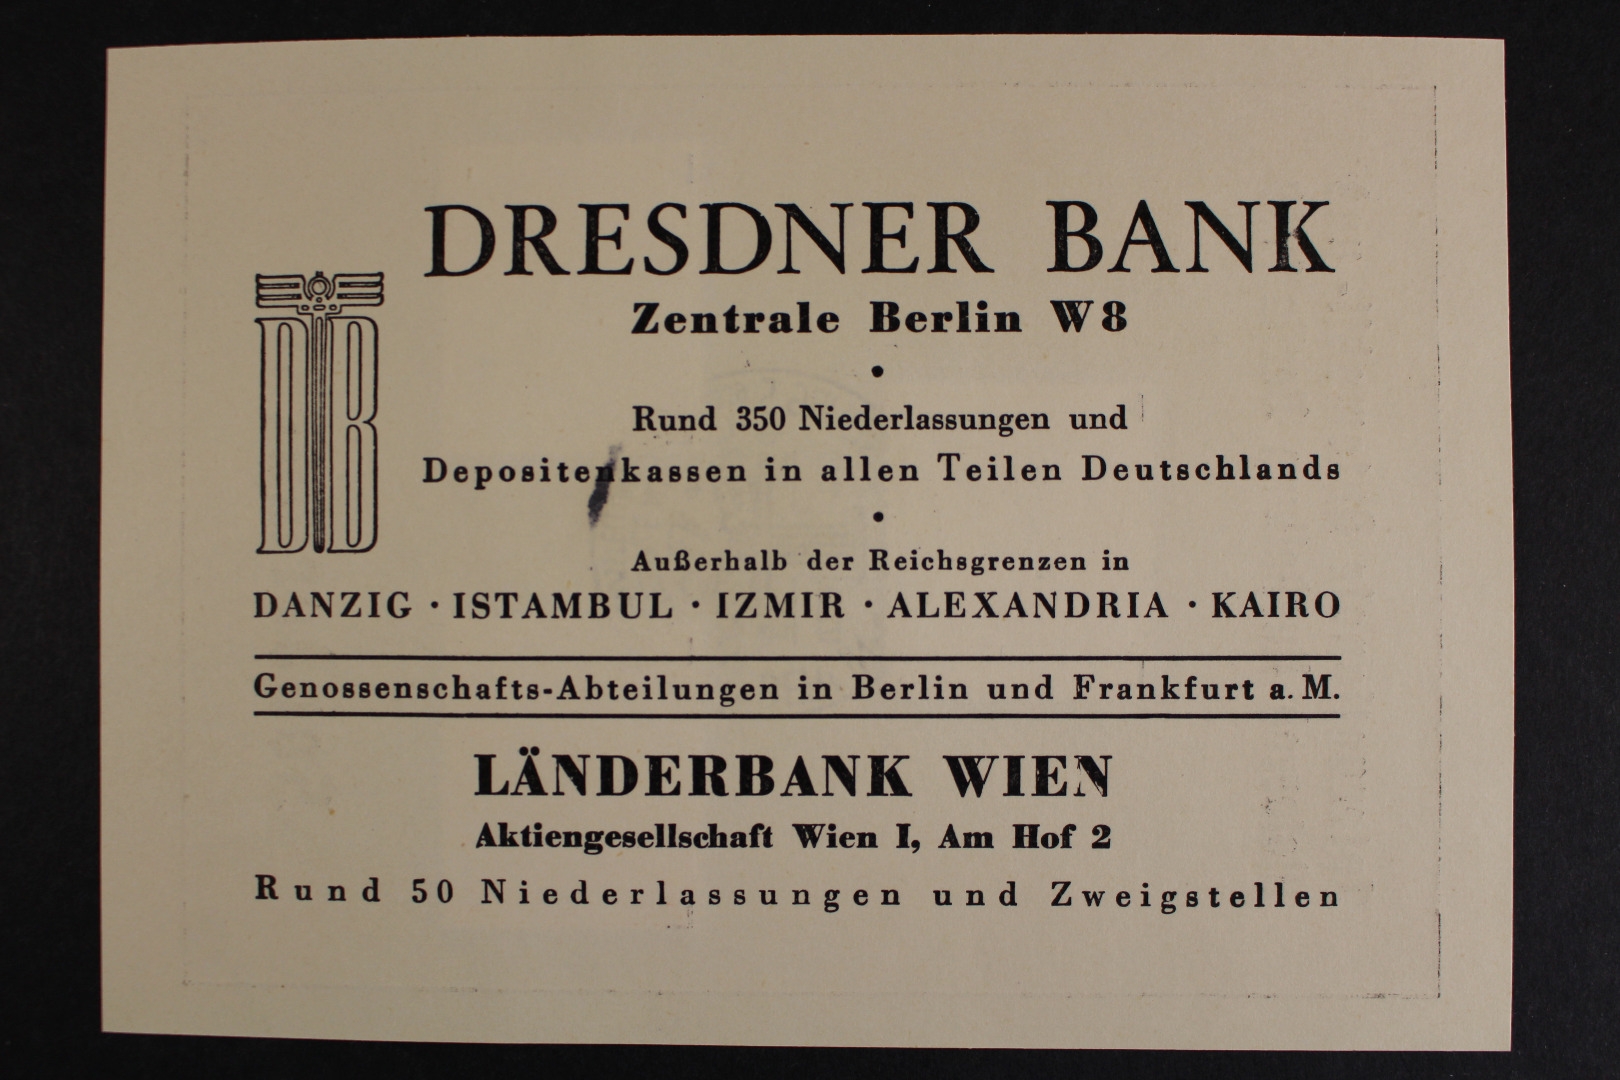 DRESDNER BANK
Zentrale Berlin W 8
•
Rund 350 Niederlassungen und
Depositenkassen in allen Teilen Deutschlands
•
Außerhalb der Reichsgrenzen in
DANZIG · ISTAMBUL · IZMIR · ALEXANDRIA · KAIRO
Genossenschafts-Abteilungen in Berlin und Frankfurt a. M.
LÄNDERBANK WIEN
Aktiengesellschaft Wien I, Am Hof 2
Rund 50 Niederlassungen und Zweigstellen
DB